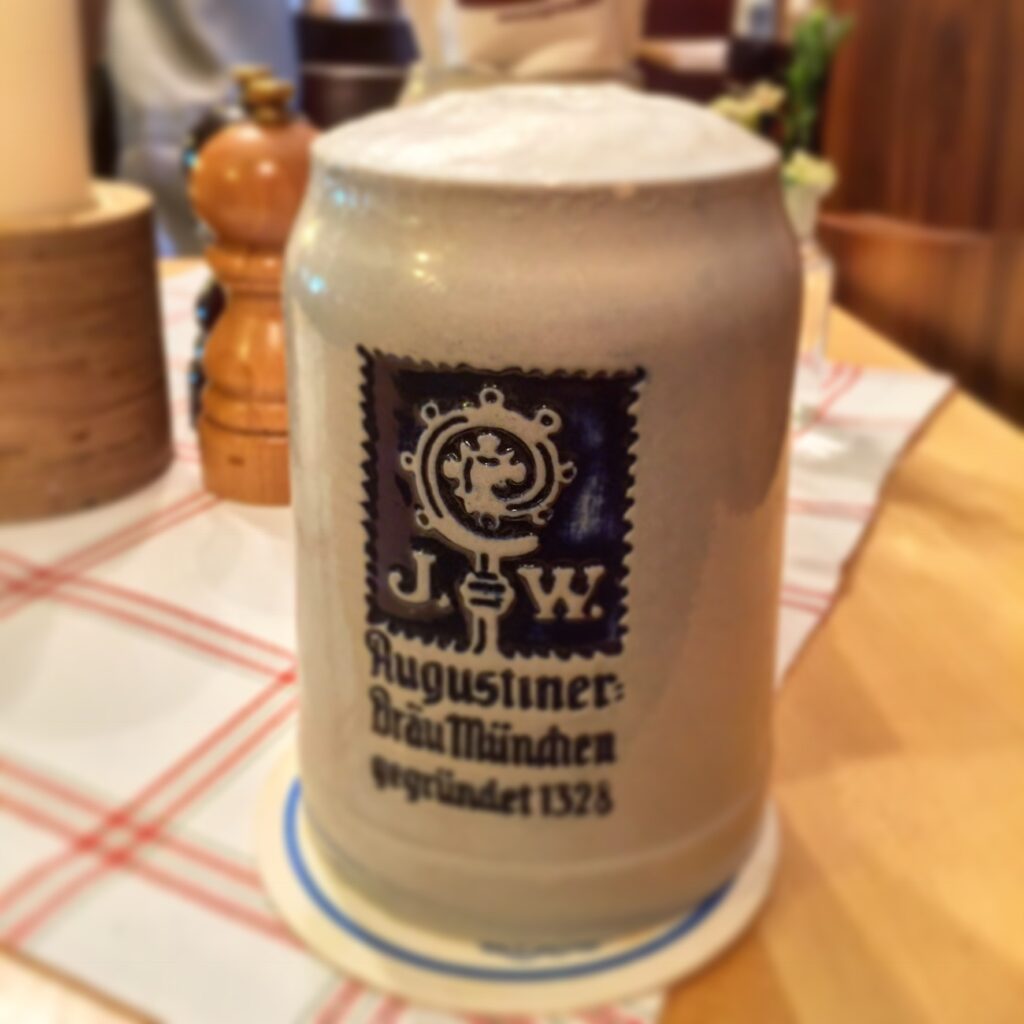 J. W.
Augustiner=
Bräu München
gegründet 1328